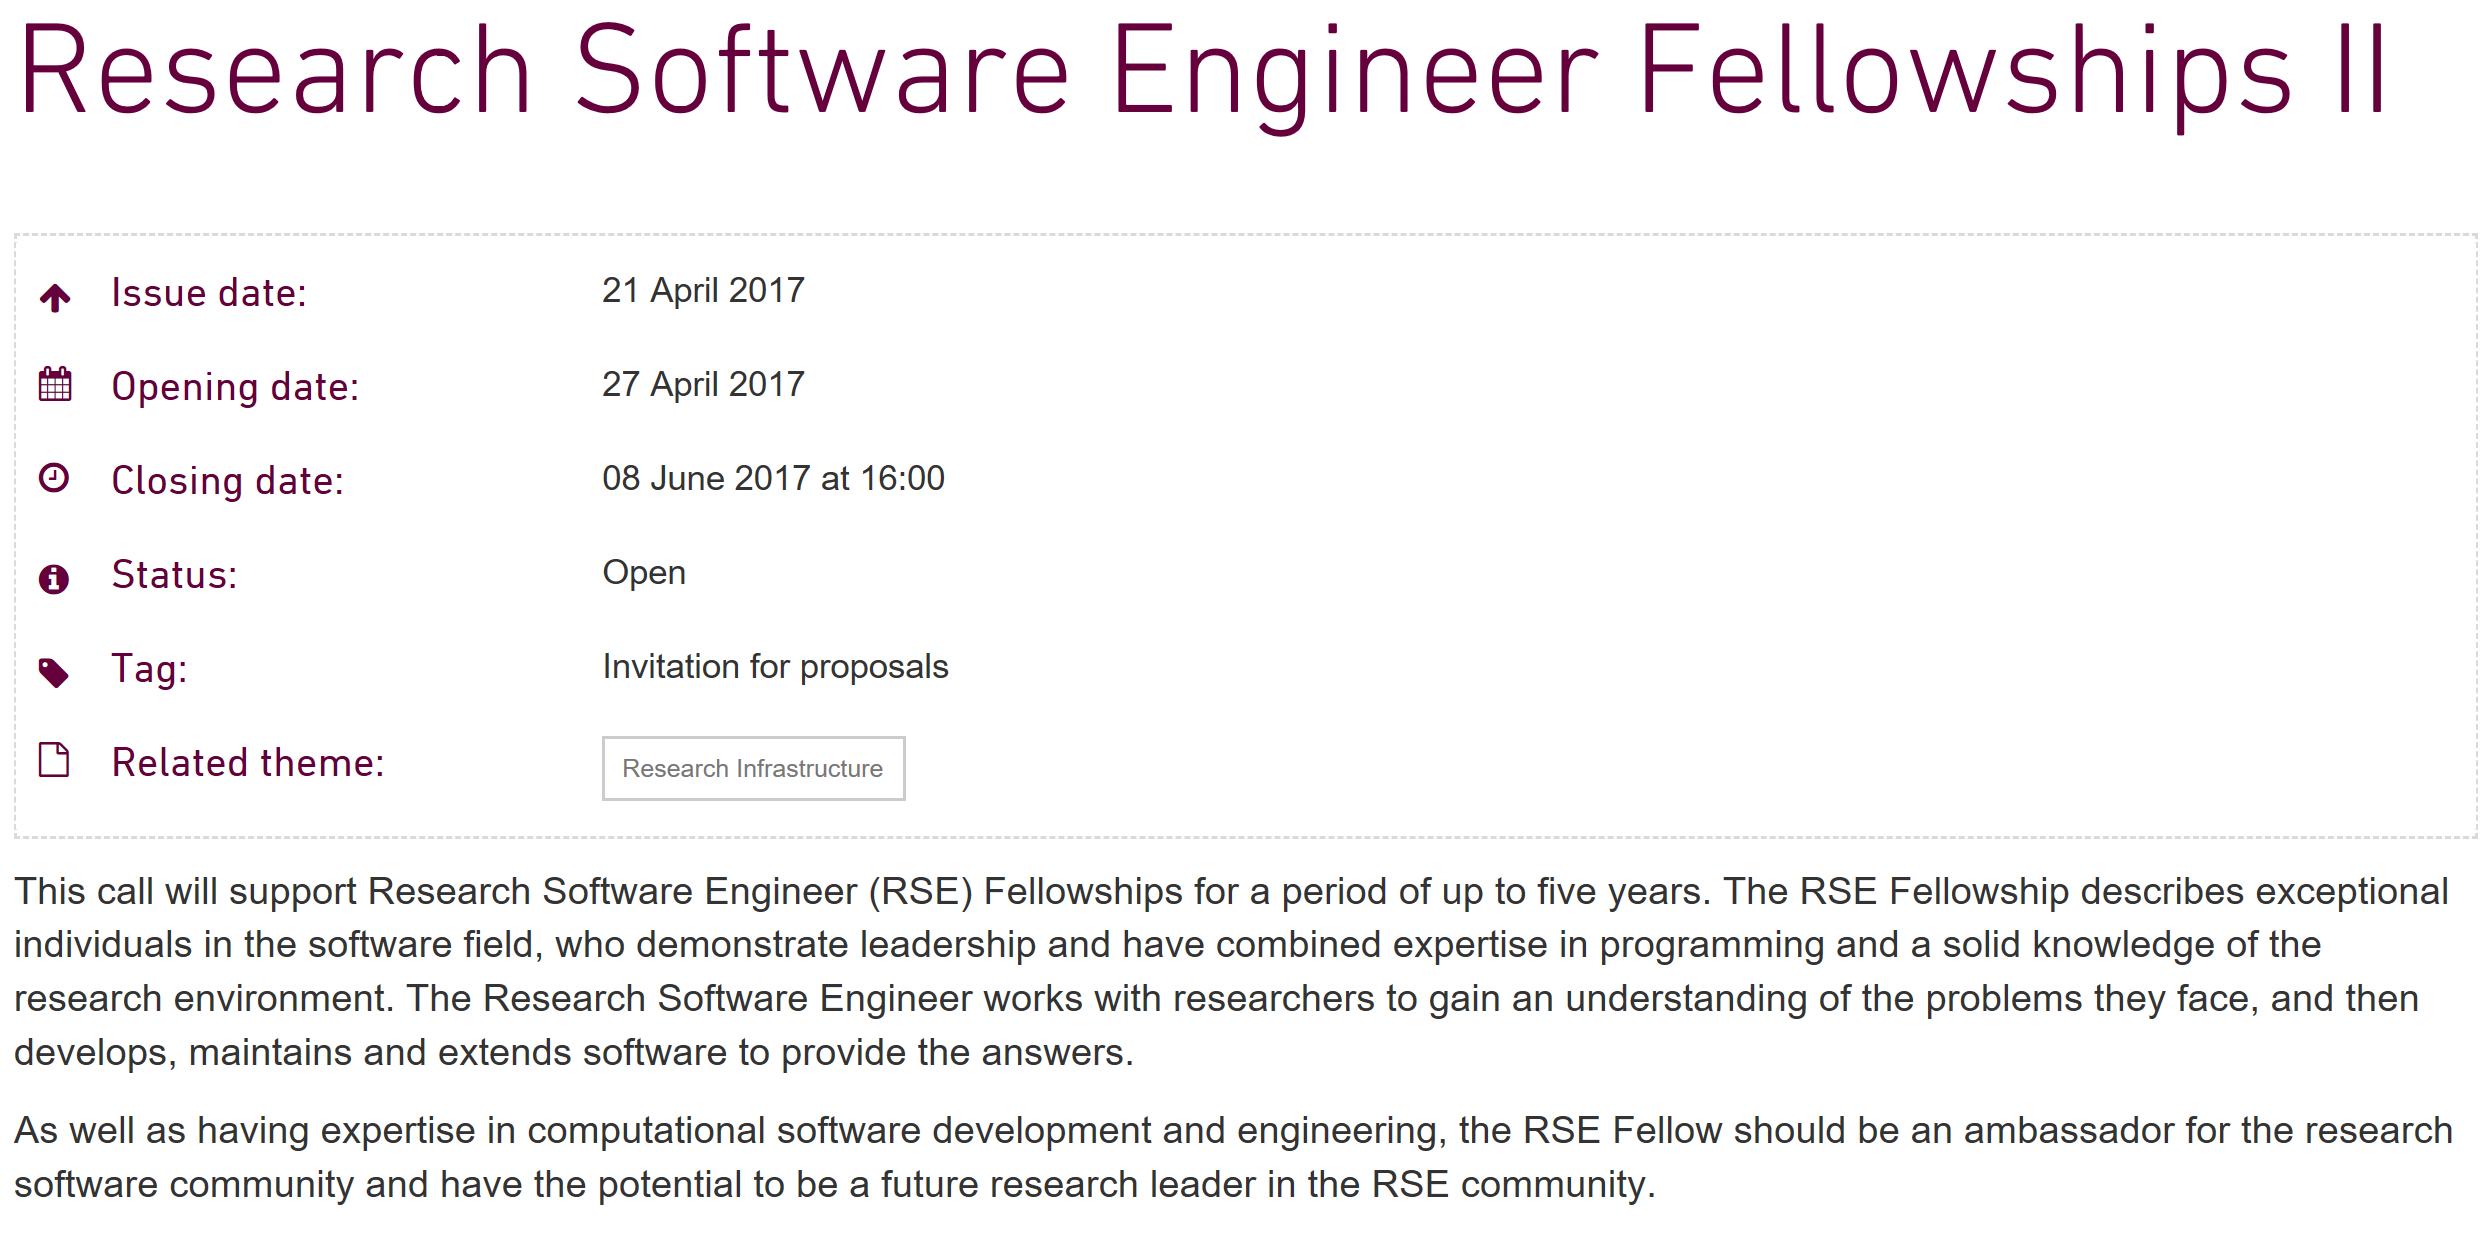 Research Software Engineer Fellowships II
Issue date: 21 April 2017
Opening date: 27 April 2017
Closing date: 08 June 2017 at 16:00
Status: Open
Tag: Invitation for proposals
Related theme: Research Infrastructure
This call will support Research Software Engineer (RSE) Fellowships for a period of up to five years. The RSE Fellowship describes exceptional
individuals in the software field, who demonstrate leadership and have combined expertise in programming and a solid knowledge of the
research environment. The Research Software Engineer works with researchers to gain an understanding of the problems they face, and then
develops, maintains and extends software to provide the answers.
As well as having expertise in computational software development and engineering, the RSE Fellow should be an ambassador for the research
software community and have the potential to be a future research leader in the RSE community.